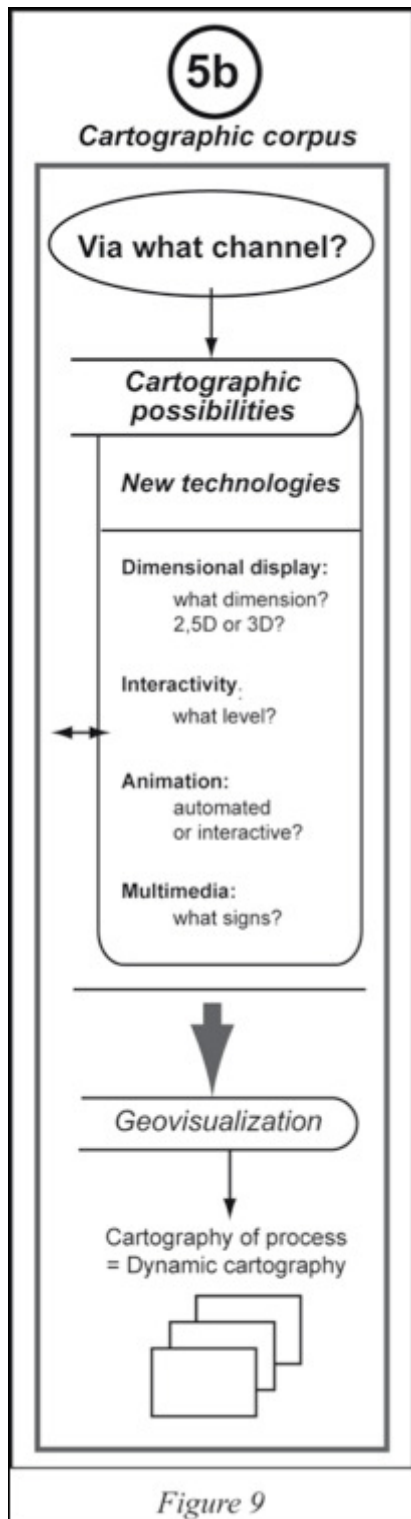 5b
Cartographic corpus
Via what channel?
Cartographic
possibilities
New technologies
Dimensional display:
what dimension?
2,5D or 3D?
Interactivity:
what level?
Animation:
automated
or interactive?
Multimedia:
what signs?
Geovisualization
Cartography of process
= Dynamic cartography
Figure 9